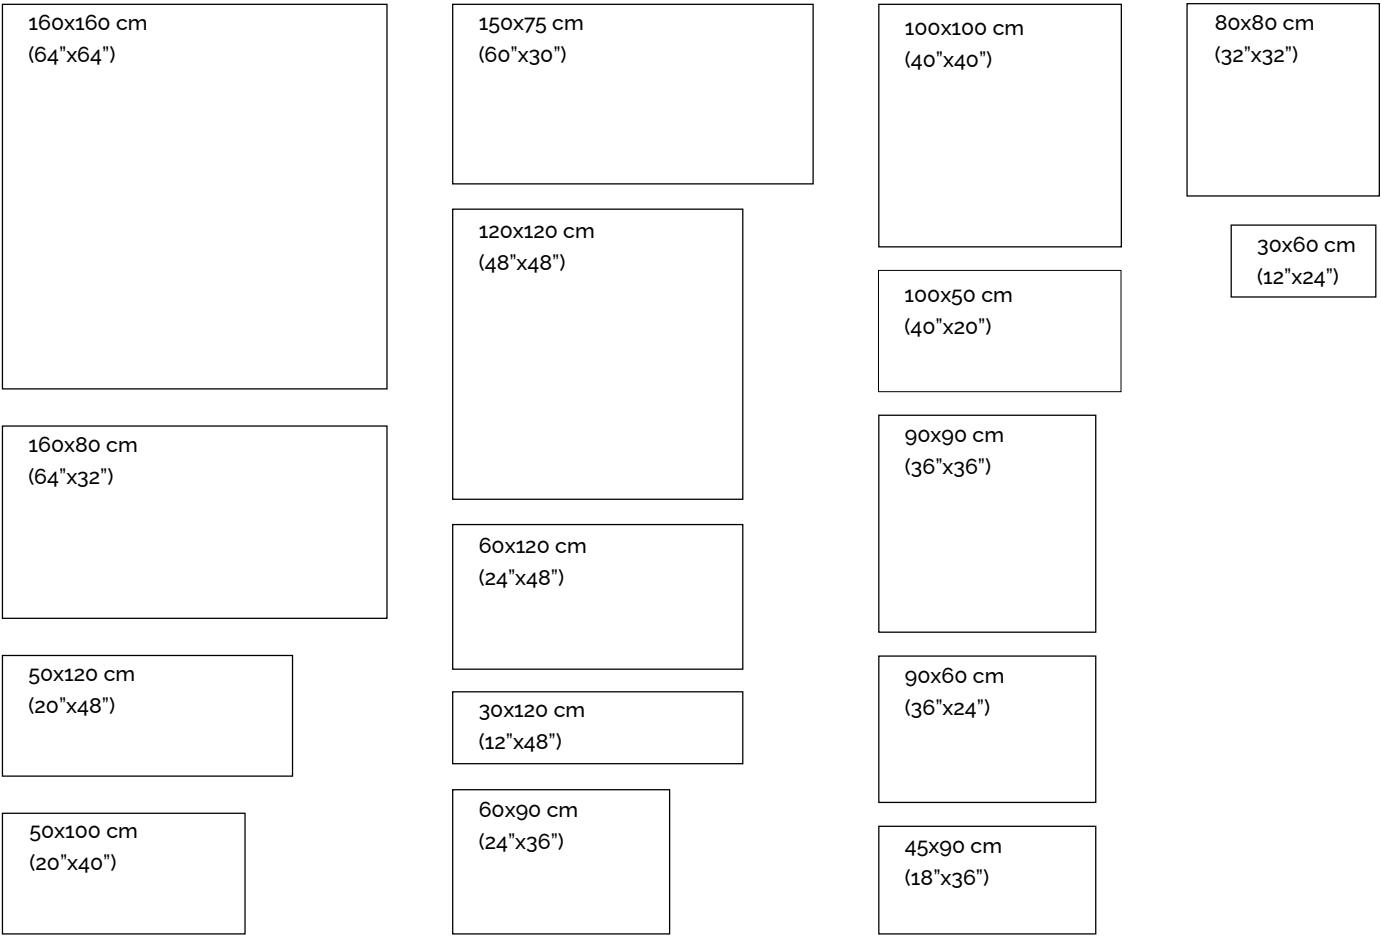 160x160 cm
(64”x64”)
160x80 cm
(64”x32”)
50x120 cm
(20”x48”)
50x100 cm
(20”x40”)
150x75 cm
(60”x30”)
120x120 cm
(48”x48”)
60x120 cm
(24”x48”)
30x120 cm
(12”x48”)
60x90 cm
(24”x36”)
100x100 cm
(40”x40”)
100x50 cm
(40”x20”)
90x90 cm
(36”x36”)
90x60 cm
(36”x24”)
45x90 cm
(18”x36”)
80x80 cm
(32”x32”)
30x60 cm
(12”x24”)